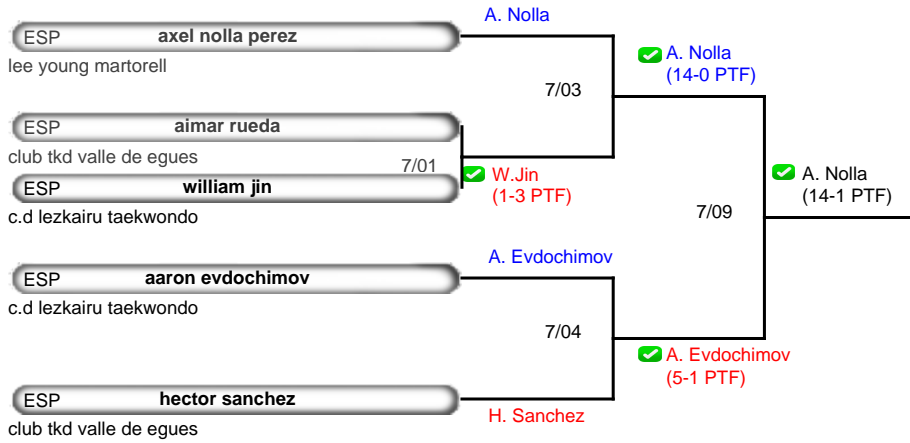 A. Nolla
ESP axel nolla perez
lee young martorell
A. Nolla
(14-0 PTF)
7/03
ESP aimar rueda
club tkd valle de egues
7/01
W.Jin
(1-3 PTF)
ESP william jin
c.d lezkairu taekwondo
A. Nolla
(14-1 PTF)
7/09
A. Evdochimov
ESP aaron evdochimov
c.d lezkairu taekwondo
7/04
A. Evdochimov
(5-1 PTF)
ESP hector sanchez
H. Sanchez
club tkd valle de egues